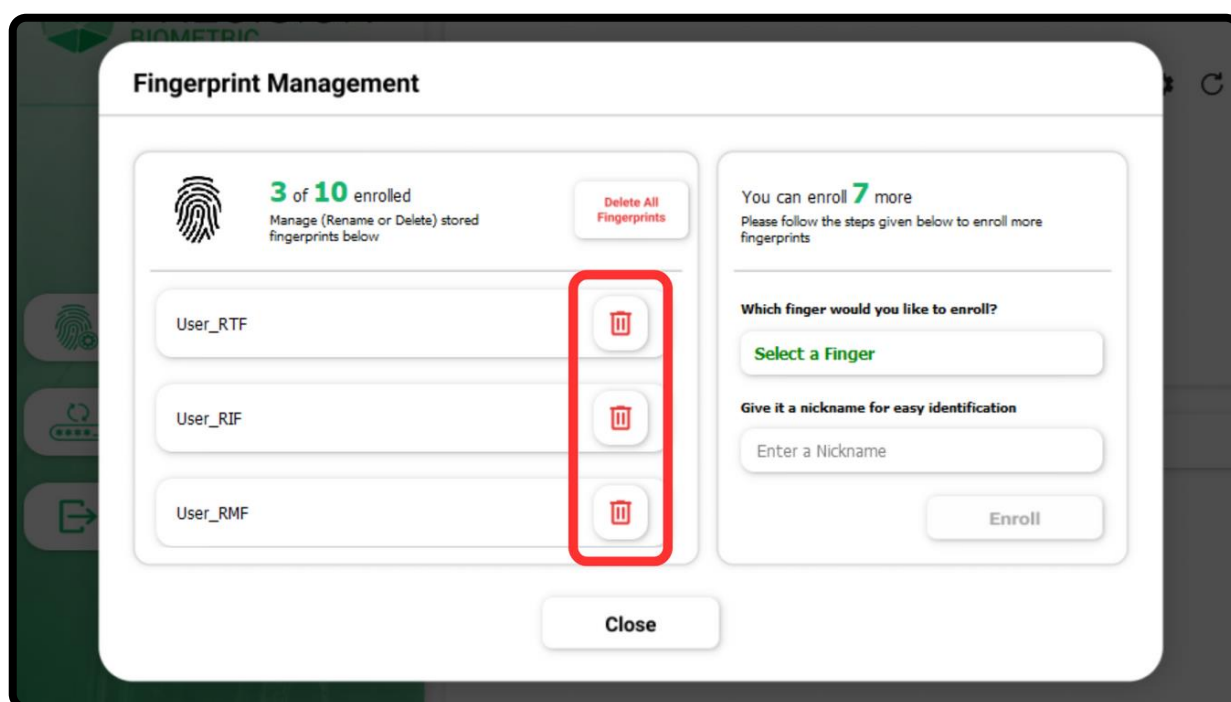 BIOMETRIC
Fingerprint Management
3 of 10 enrolled
Manage (Rename or Delete) stored
fingerprints below
Delete All
Fingerprints
User_RTF
User_RIF
User_RMF
You can enroll 7 more
Please follow the steps given below to enroll more
fingerprints
Which finger would you like to enroll?
Select a Finger
Give it a nickname for easy identification
Enter a Nickname
Enroll
Close